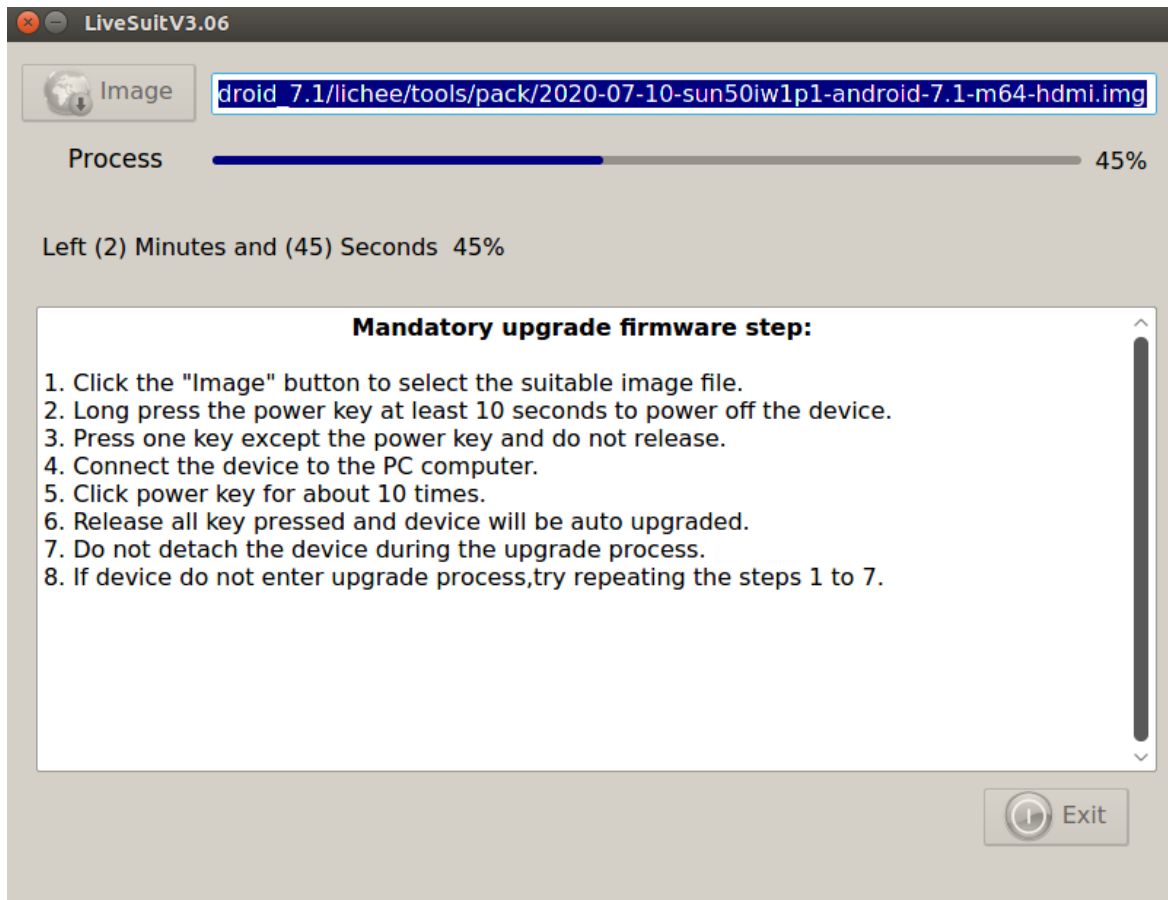 LiveSuitV3.06
Image
droid_7.1/lichee/tools/pack/2020-07-10-sun50iw1p1-android-7.1-m64-hdmi.img
Process 45%
Left (2) Minutes and (45) Seconds 45%
Mandatory upgrade firmware step:
1. Click the "Image" button to select the suitable image file.
2. Long press the power key at least 10 seconds to power off the device.
3. Press one key except the power key and do not release.
4. Connect the device to the PC computer.
5. Click power key for about 10 times.
6. Release all key pressed and device will be auto upgraded.
7. Do not detach the device during the upgrade process.
8. If device do not enter upgrade process,try repeating the steps 1 to 7.
Exit